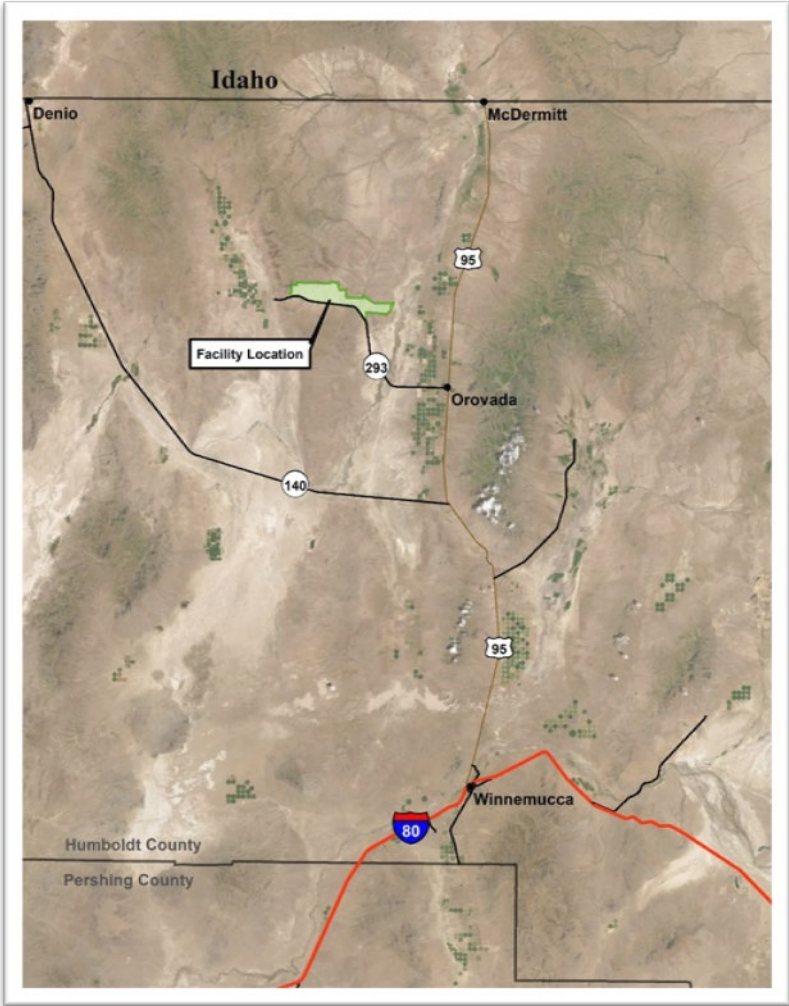 Idaho
Denio
McDermitt
95
Facility Location
293
Orovada
140
95
Winnemucca
80
Humboldt County
Pershing County